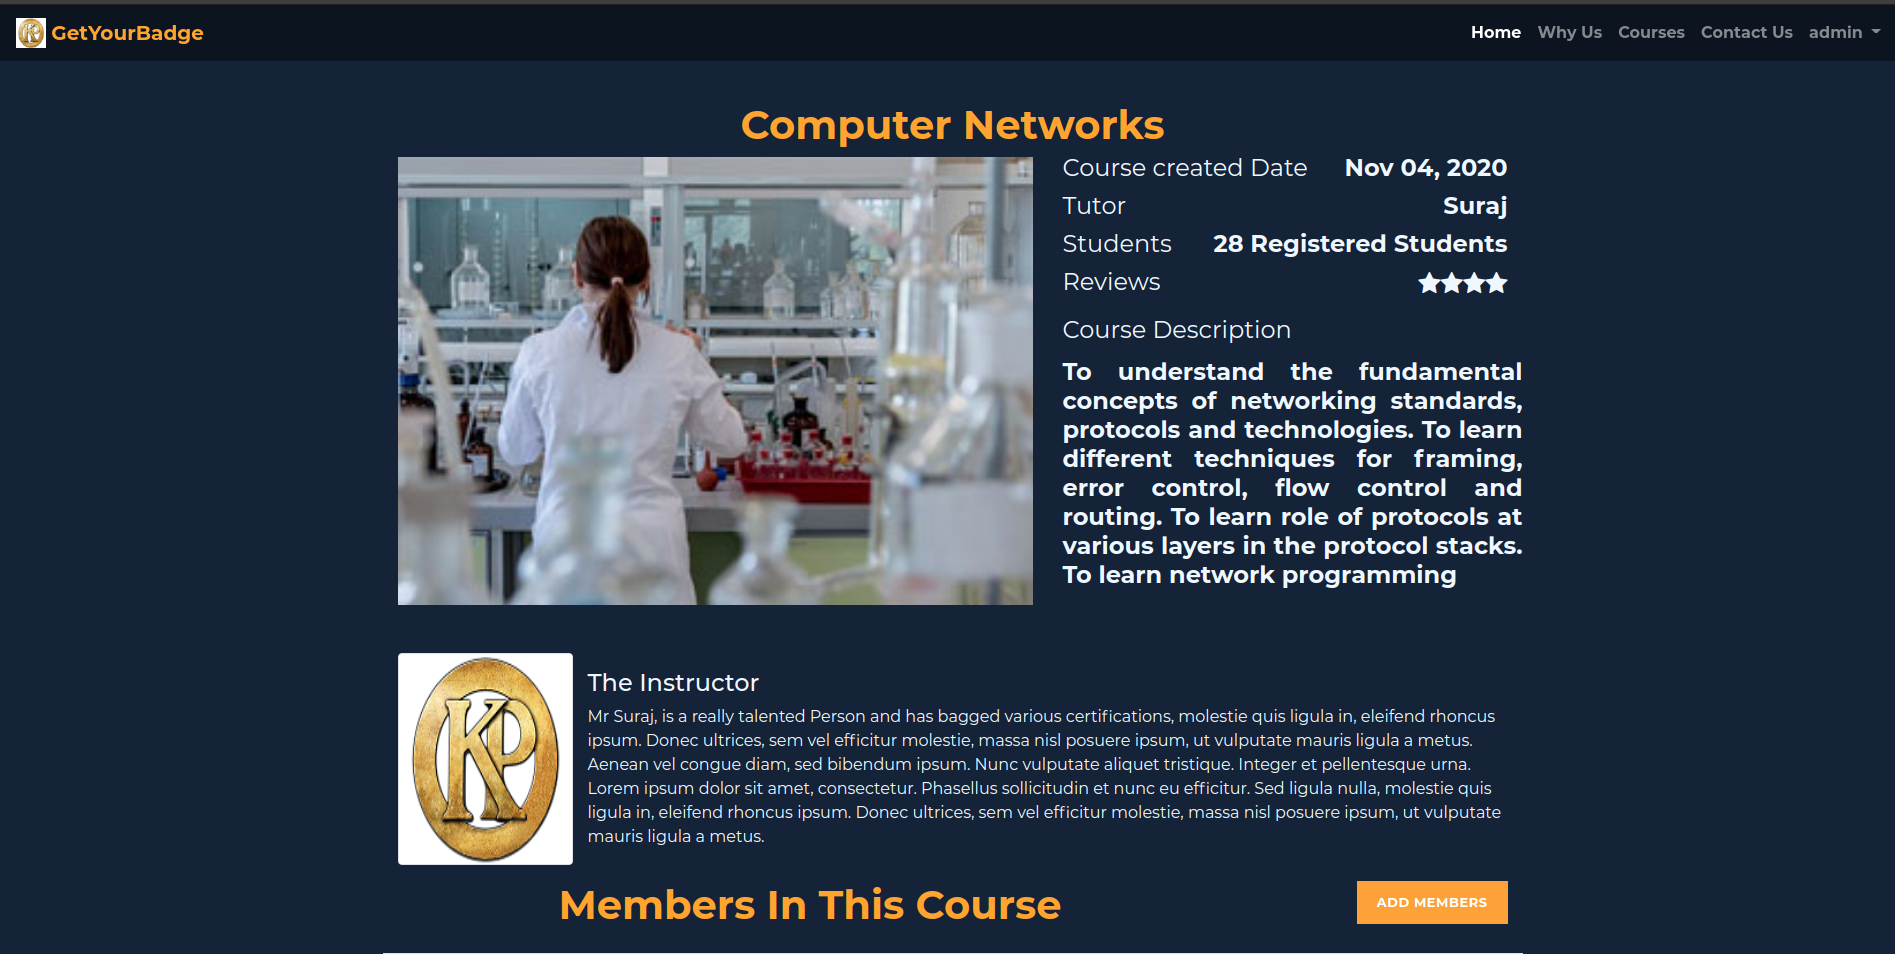 GetYourBadge
Home Why Us Courses Contact Us admin
Computer Networks
Course created Date Nov 04, 2020
Tutor Suraj
Students 28 Registered Students
Reviews
Course Description
To understand the fundamental
concepts of networking standards,
protocols and technologies. To learn
different techniques for framing,
error control, flow control and
routing. To learn role of protocols at
various layers in the protocol stacks.
To learn network programming
KP
The Instructor
Mr Suraj, is a really talented Person and has bagged various certifications, molestie quis ligula in, eleifend rhoncus
ipsum. Donec ultrices, sem vel efficitur molestie, massa nisl posuere ipsum, ut vulputate mauris ligula a metus.
Aenean vel congue diam, sed bibendum ipsum. Nunc vulputate aliquet tristique. Integer et pellentesque urna.
Lorem ipsum dolor sit amet, consectetur. Phasellus sollicitudin et nunc eu efficitur. Sed ligula nulla, molestie quis
ligula in, eleifend rhoncus ipsum. Donec ultrices, sem vel efficitur molestie, massa nisl posuere ipsum, ut vulputate
mauris ligula a metus.
Members In This Course
ADD MEMBERS